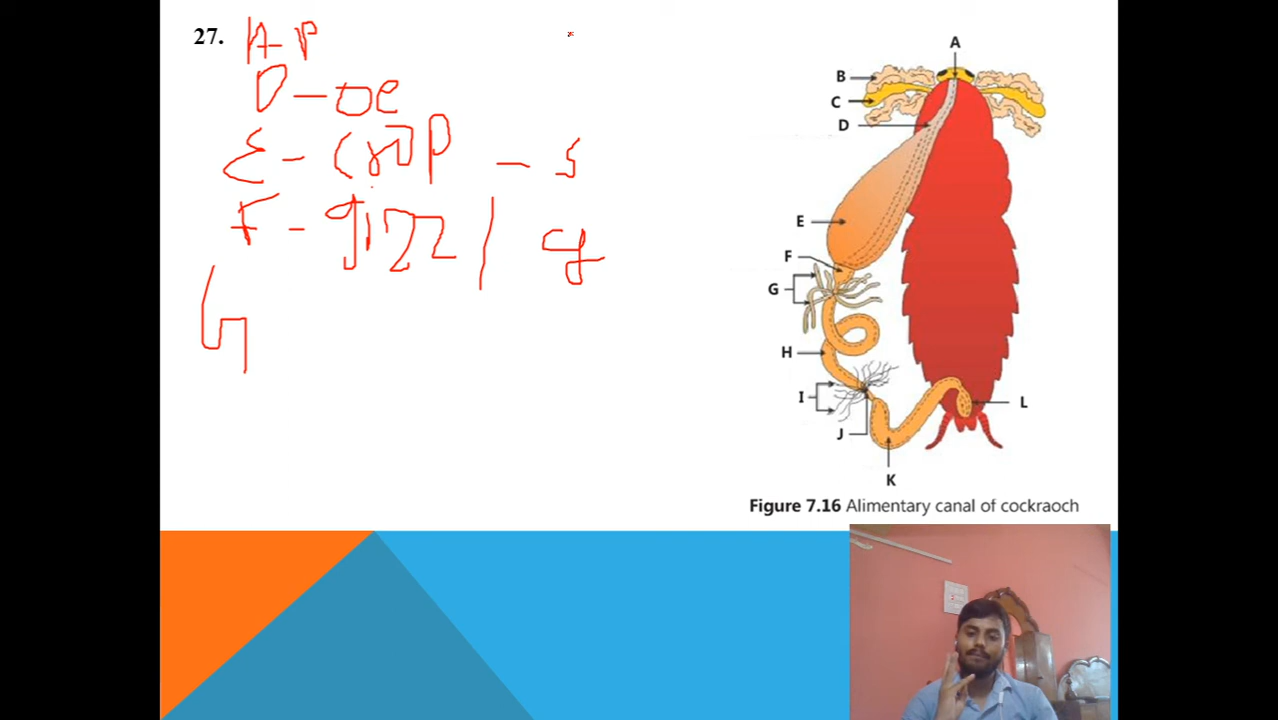 27. A-P
D-oe
E- Crop - S
F- gizz / g
G
A
B
C
D
E
F
G
H
I
J
K
L
Figure 7.16 Alimentary canal of cockraoch